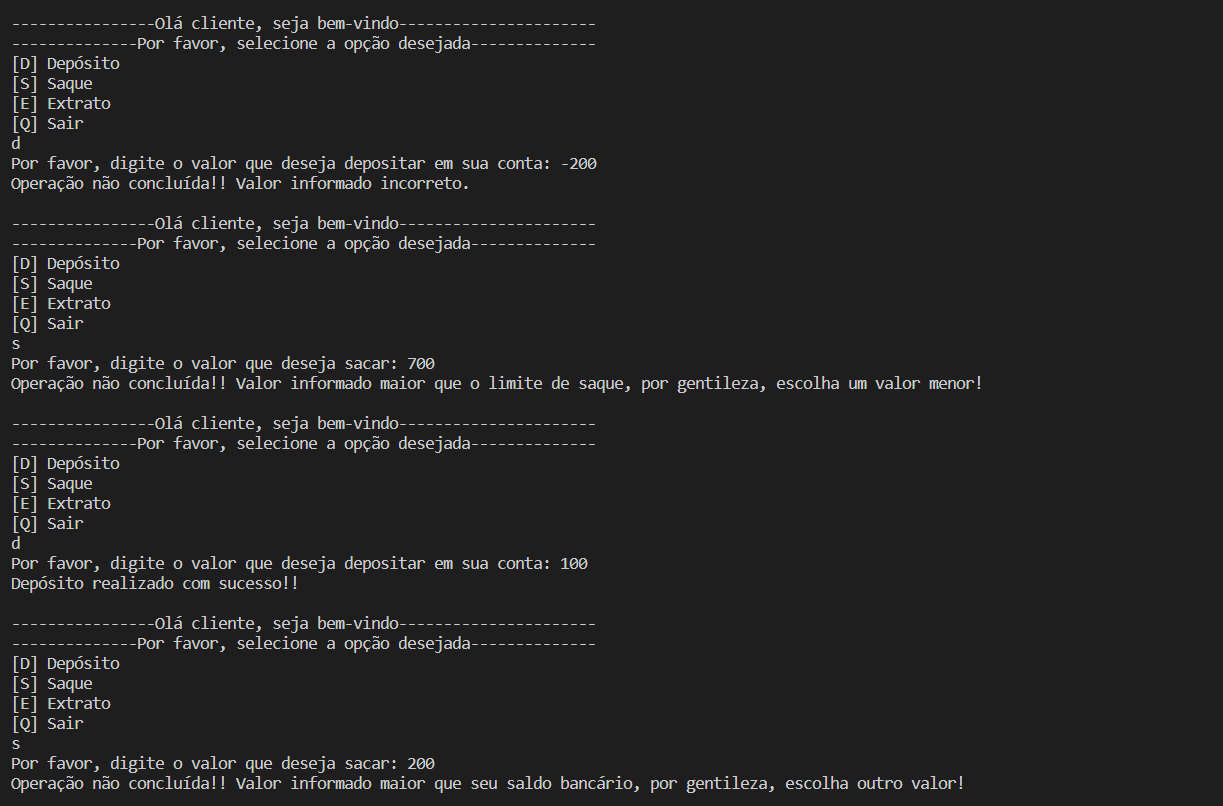 ----------------Olá cliente, seja bem-vindo----------------------
--------------Por favor, selecione a opção desejada--------------
[D] Depósito
[S] Saque
[E] Extrato
[Q] Sair
d
Por favor, digite o valor que deseja depositar em sua conta: -200
Operação não concluída!! Valor informado incorreto.
----------------Olá cliente, seja bem-vindo----------------------
--------------Por favor, selecione a opção desejada--------------
[D] Depósito
[S] Saque
[E] Extrato
[Q] Sair
s
Por favor, digite o valor que deseja sacar: 700
Operação não concluída!! Valor informado maior que o limite de saque, por gentileza, escolha um valor menor!
----------------Olá cliente, seja bem-vindo----------------------
--------------Por favor, selecione a opção desejada--------------
[D] Depósito
[S] Saque
[E] Extrato
[Q] Sair
d
Por favor, digite o valor que deseja depositar em sua conta: 100
Depósito realizado com sucesso!!
----------------Olá cliente, seja bem-vindo----------------------
--------------Por favor, selecione a opção desejada--------------
[D] Depósito
[S] Saque
[E] Extrato
[Q] Sair
s
Por favor, digite o valor que deseja sacar: 200
Operação não concluída!! Valor informado maior que seu saldo bancário, por gentileza, escolha outro valor!